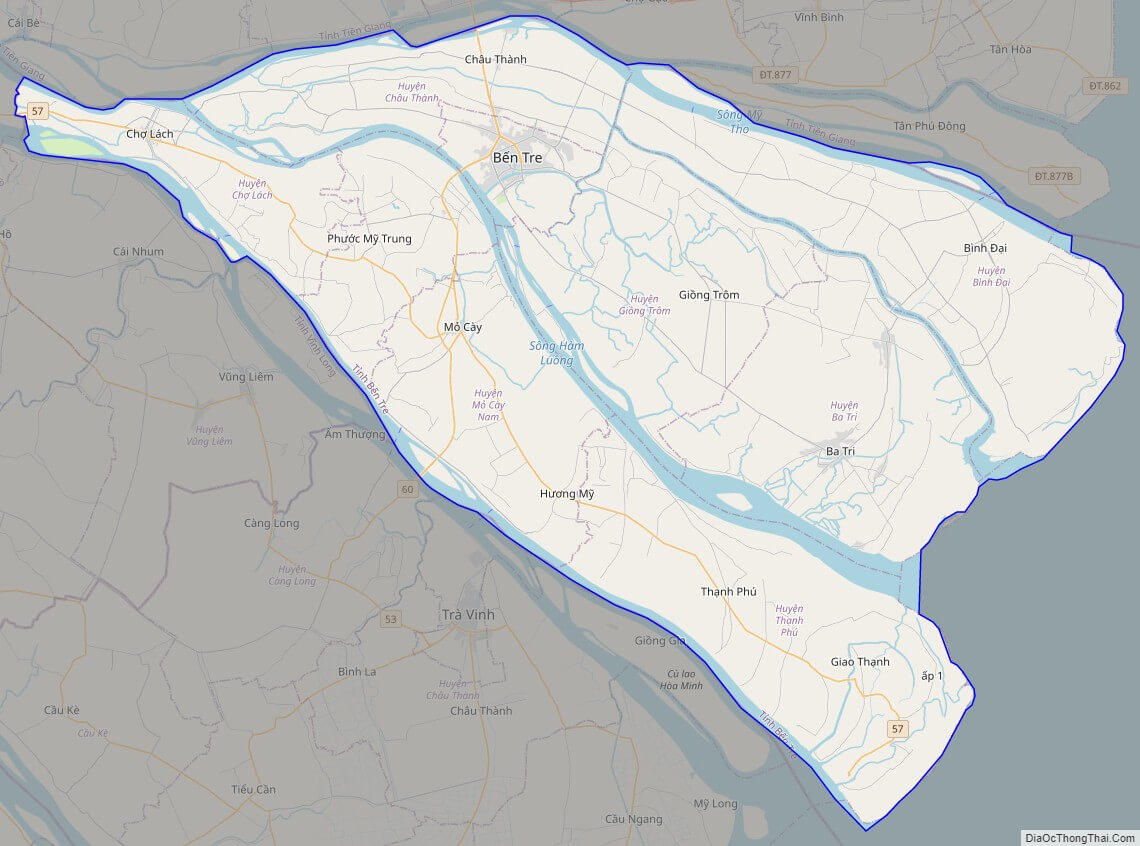 Cái Bè
Vĩnh Bình
Tỉnh Tiền Giang
Tân Hòa
Tiền Giang
Châu Thành
ĐT.877
ĐT.862
Huyện
Châu Thành
57
Sông Mỹ
Tho
Tỉnh Tiền Giang
Tân Phú Đông
Chợ Lách
Bến Tre
ĐT.877B
Huyện
Chợ Lách
Phước Mỹ Trung
Cái Nhum
Bình Đại
Huyện
Bình Đại
Giồng Trôm
Huyện
Giồng Trôm
Mỏ Cày
Tỉnh Vĩnh Long
Sông Hàm
Luông
Vũng Liêm
Tỉnh Bến Tre
Huyện
Mỏ Cày
Nam
Huyện
Ba Tri
Huyện
Vũng Liêm
Âm Thượng
Ba Tri
60
Hương Mỹ
Càng Long
Huyện
Càng Long
Thạnh Phú
53
Trà Vinh
Huyện
Thạnh
Phú
Giồng Giá
Giao Thạnh
Bình La
Cù lao
Hòa Minh
ấp 1
Huyện
Châu Thành
Cầu Kè
Châu Thành
Tỉnh Bến Tre
57
Cầu Kè
Tiểu Cần
Mỹ Long
Cầu Ngang
DiaOcThongThai.Com